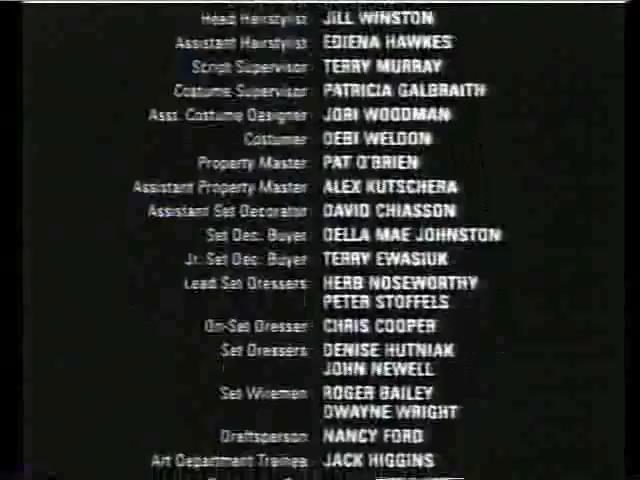 Head Hairstylist JILL WINSTON
Assistant Hairstylist EDIENA HAWKES
Script Supervisor TERRY MURRAY
Costume Supervisor PATRICIA GALBRAITH
Asst. Costume Designer JORI WOODMAN
Costumer DEBI WELDON
Property Master PAT O'BRIEN
Assistant Property Master ALEX KUTSCHERA
Assistant Set Decorator DAVID CHIASSON
Set Dec. Buyer DELLA MAE JOHNSTON
Jr. Set Dec. Buyer TERRY EWASIUK
Lead Set Dressers HERB NOSEWORTHY
PETER STOFFELS
On-Set Dresser CHRIS COOPER
Set Dressers DENISE HUTNIAK
JOHN NEWELL
Set Wiremen ROGER BAILEY
DWAYNE WRIGHT
Draftsperson NANCY FORD
Art Department Trainee JACK HIGGINS